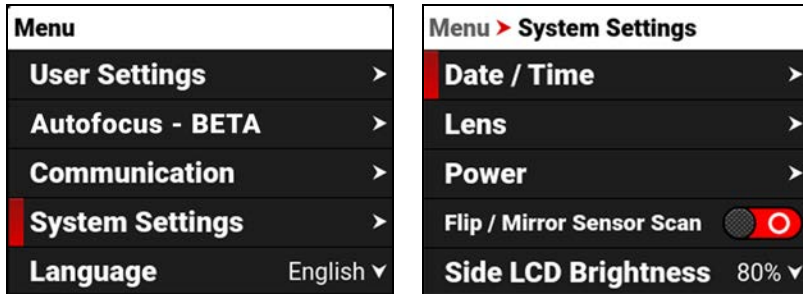 Menu
User Settings
Autofocus - BETA
Communication
System Settings
Language English
Menu > System Settings
Date / Time
Lens
Power
Flip / Mirror Sensor Scan
Side LCD Brightness 80%